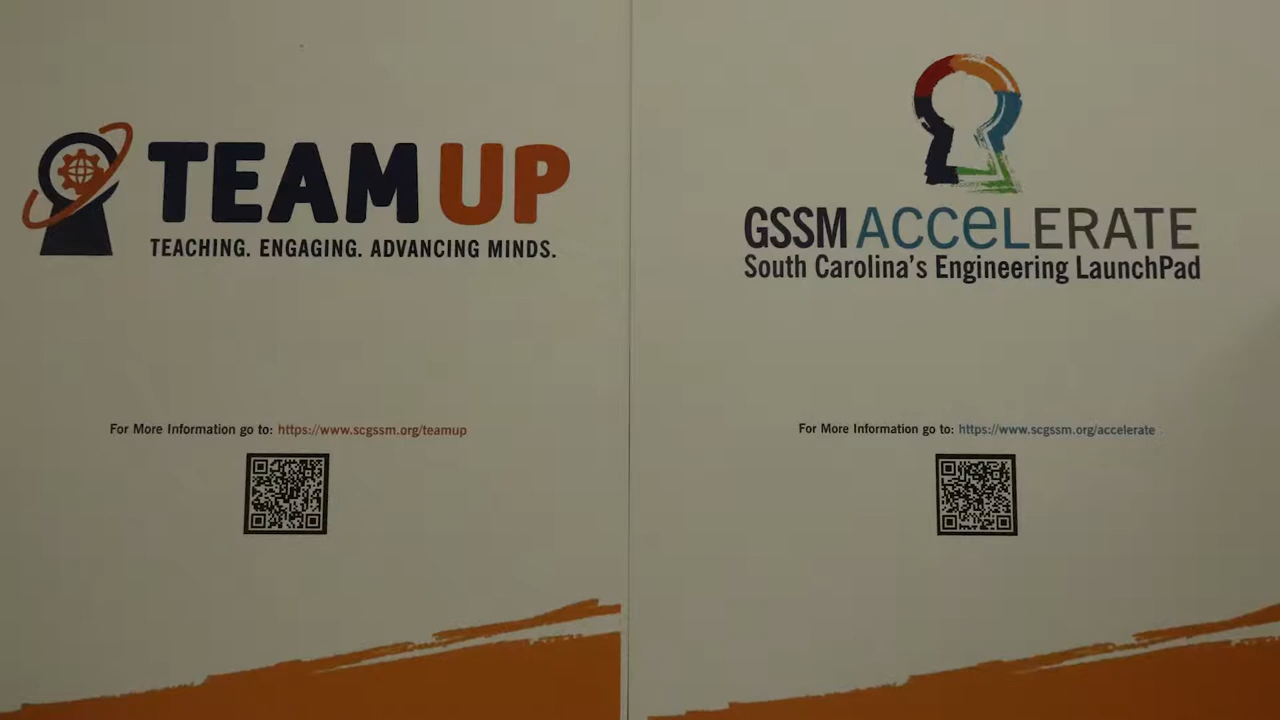 TEAM UP
TEACHING. ENGAGING. ADVANCING MINDS.
For More Information go to: https://www.scgssm.org/teamup
GSSM ACCeLERATE
South Carolina's Engineering LaunchPad
For More Information go to: https://www.scgssm.org/accelerate